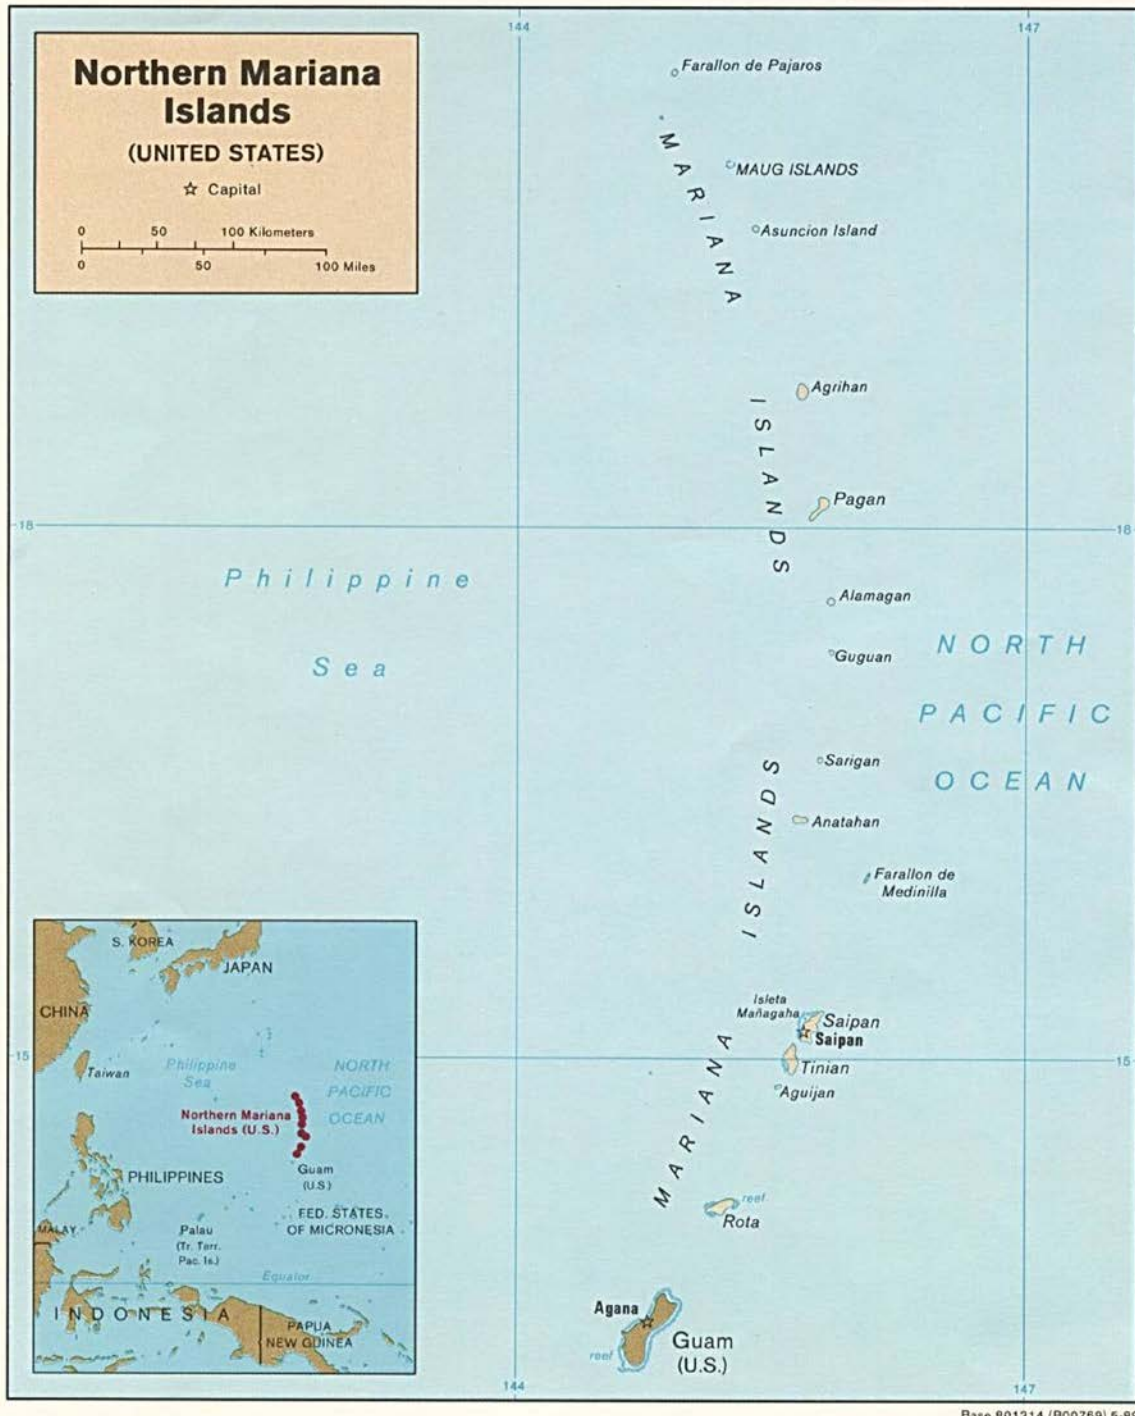 Northern Mariana
Islands
(UNITED STATES)
Capital
0 50 100 Kilometers
0 50 100 Miles
144
147
Farallon de Pajaros
MARIANA
MAUG ISLANDS
Asuncion Island
Agrihan
ISLANDS
Pagan
18
18
Philippine
Sea
Alamagan
Guguan
NORTH
PACIFIC
OCEAN
Sarigan
Anatahan
Farallon de
Medinilla
MARIANA ISLANDS
Isleta
Mañagaha
Saipan
Saipan
15
15
Tinian
Aguijan
reef
Rota
Agana
Guam
(U.S.)
reef
144
147
S. KOREA
JAPAN
CHINA
Taiwan
Philippine
Sea
NORTH
PACIFIC
OCEAN
Northern Mariana
Islands (U.S.)
Guam
(U.S.)
PHILIPPINES
FED. STATES
OF MICRONESIA
MALAY.
Palau
(Tr. Terr.
Pac. Is.)
Equator
INDONESIA
PAPUA
NEW GUINEA